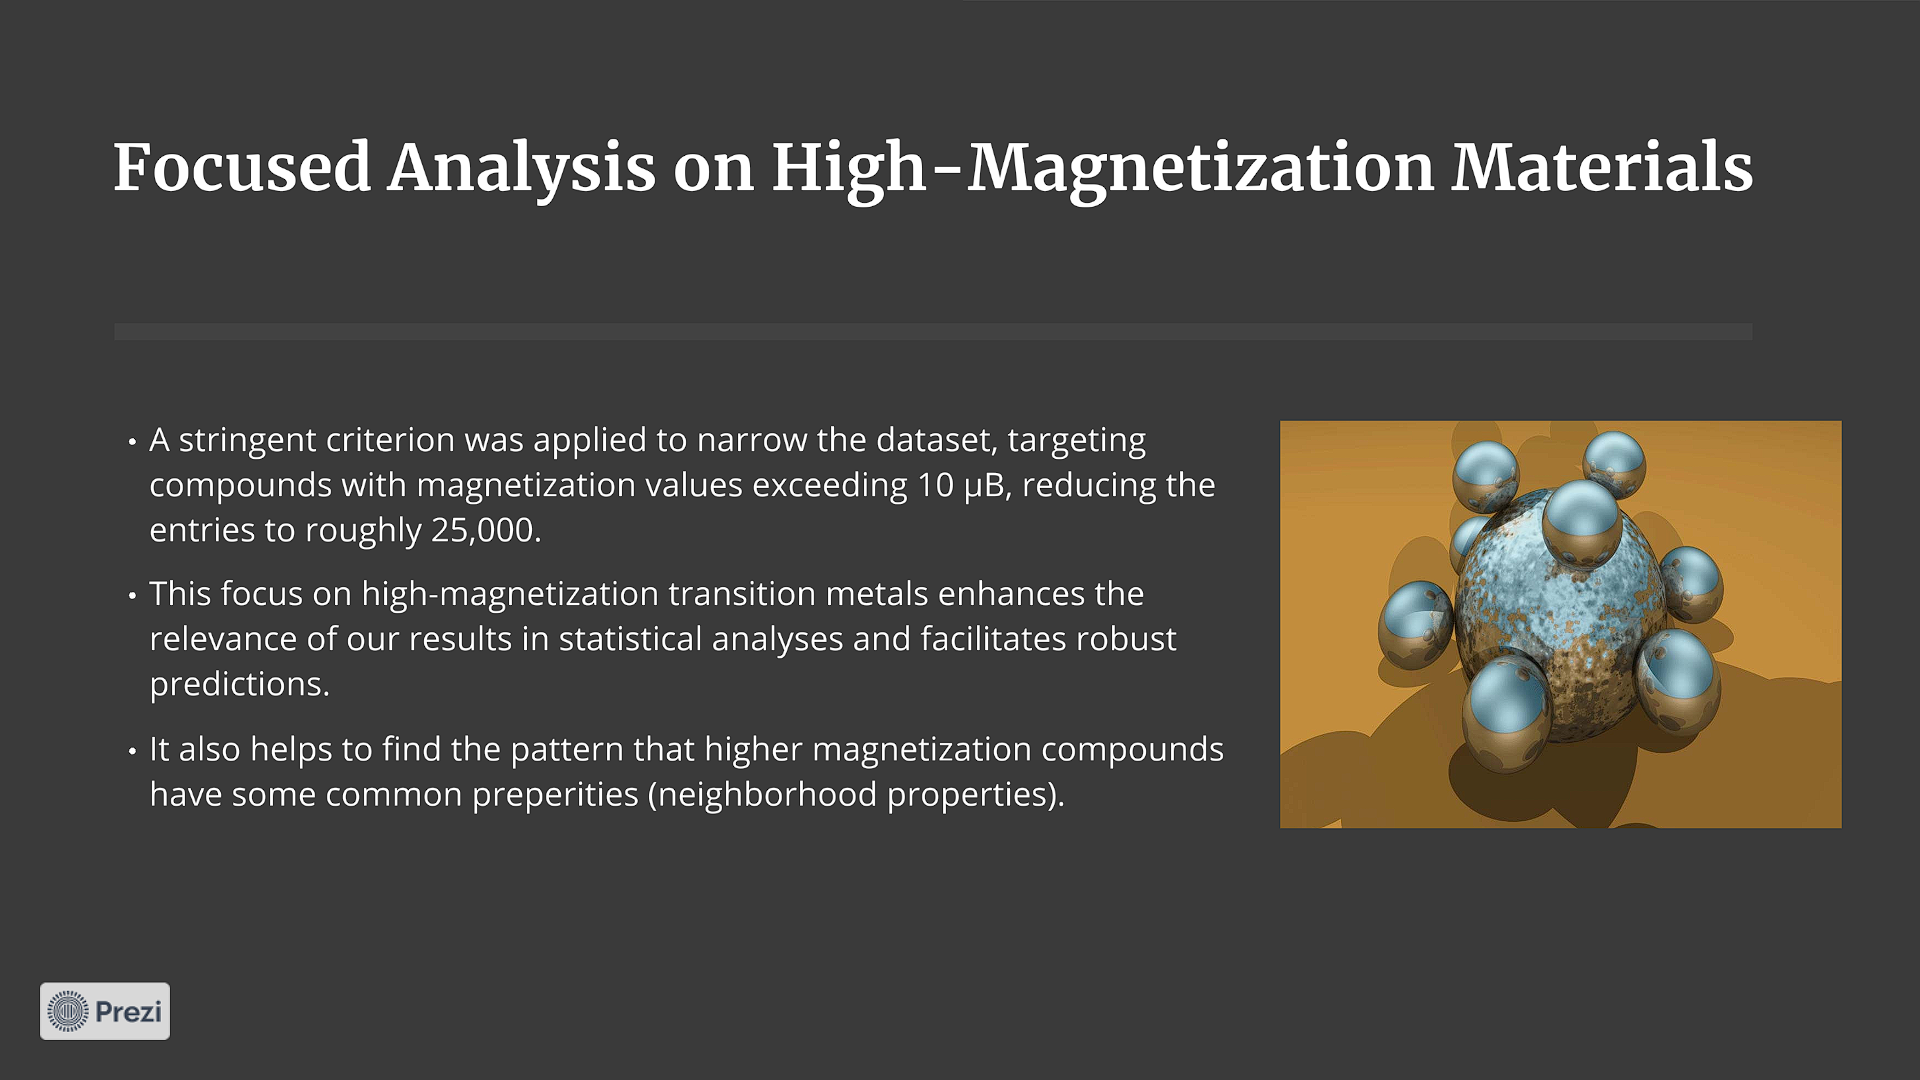 Focused Analysis on High-Magnetization Materials
• A stringent criterion was applied to narrow the dataset, targeting
compounds with magnetization values exceeding 10 µB, reducing the
entries to roughly 25,000.
• This focus on high-magnetization transition metals enhances the
relevance of our results in statistical analyses and facilitates robust
predictions.
• It also helps to find the pattern that higher magnetization compounds
have some common preperities (neighborhood properties).
Prezi